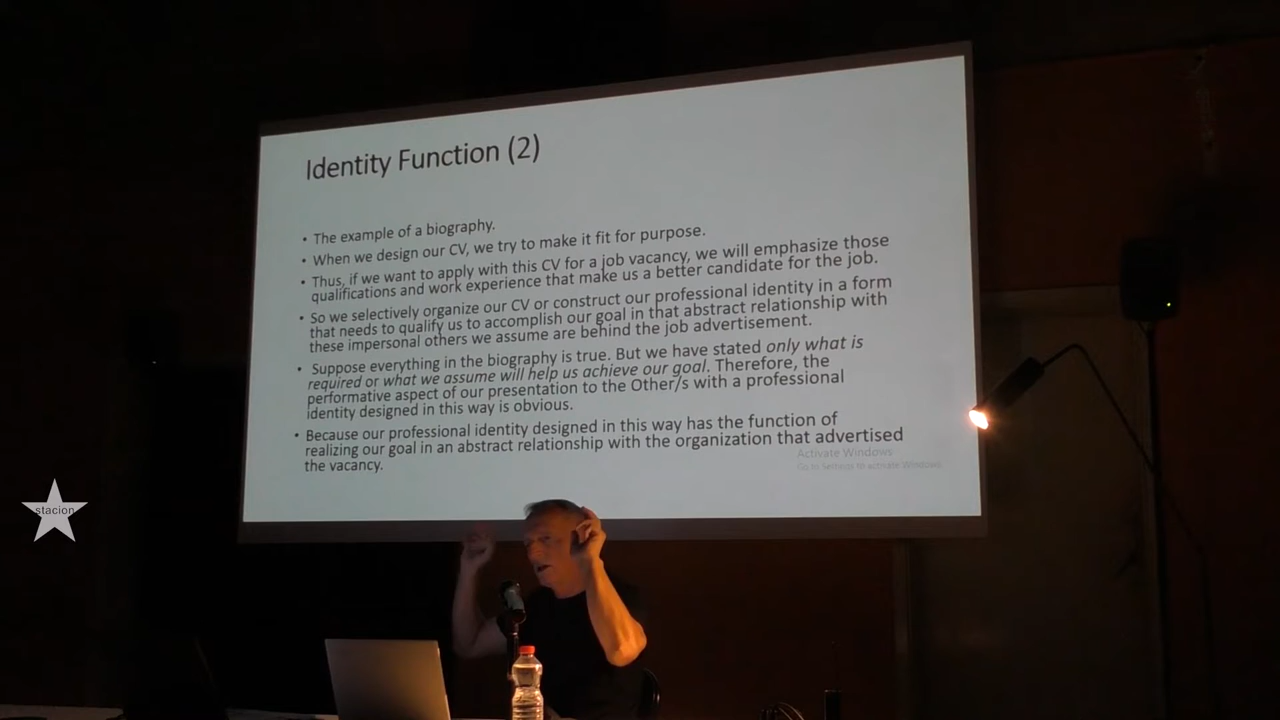 Identity Function (2)
• The example of a biography.
• When we design our CV, we try to make it fit for purpose.
• Thus, if we want to apply with this CV for a job vacancy, we will emphasize those
qualifications and work experience that make us a better candidate for the job.
• So we selectively organize our CV or construct our professional identity in a form
that needs to qualify us to accomplish our goal in that abstract relationship with
these impersonal others we assume are behind the job advertisement.
• Suppose everything in the biography is true. But we have stated only what is
required or what we assume will help us achieve our goal. Therefore, the
performative aspect of our presentation to the Other/s with a professional
identity designed in this way is obvious.
• Because our professional identity designed in this way has the function of
realizing our goal in an abstract relationship with the organization that advertised
the vacancy.
Activate Windows
Go to Settings to activate Windows.
stacion